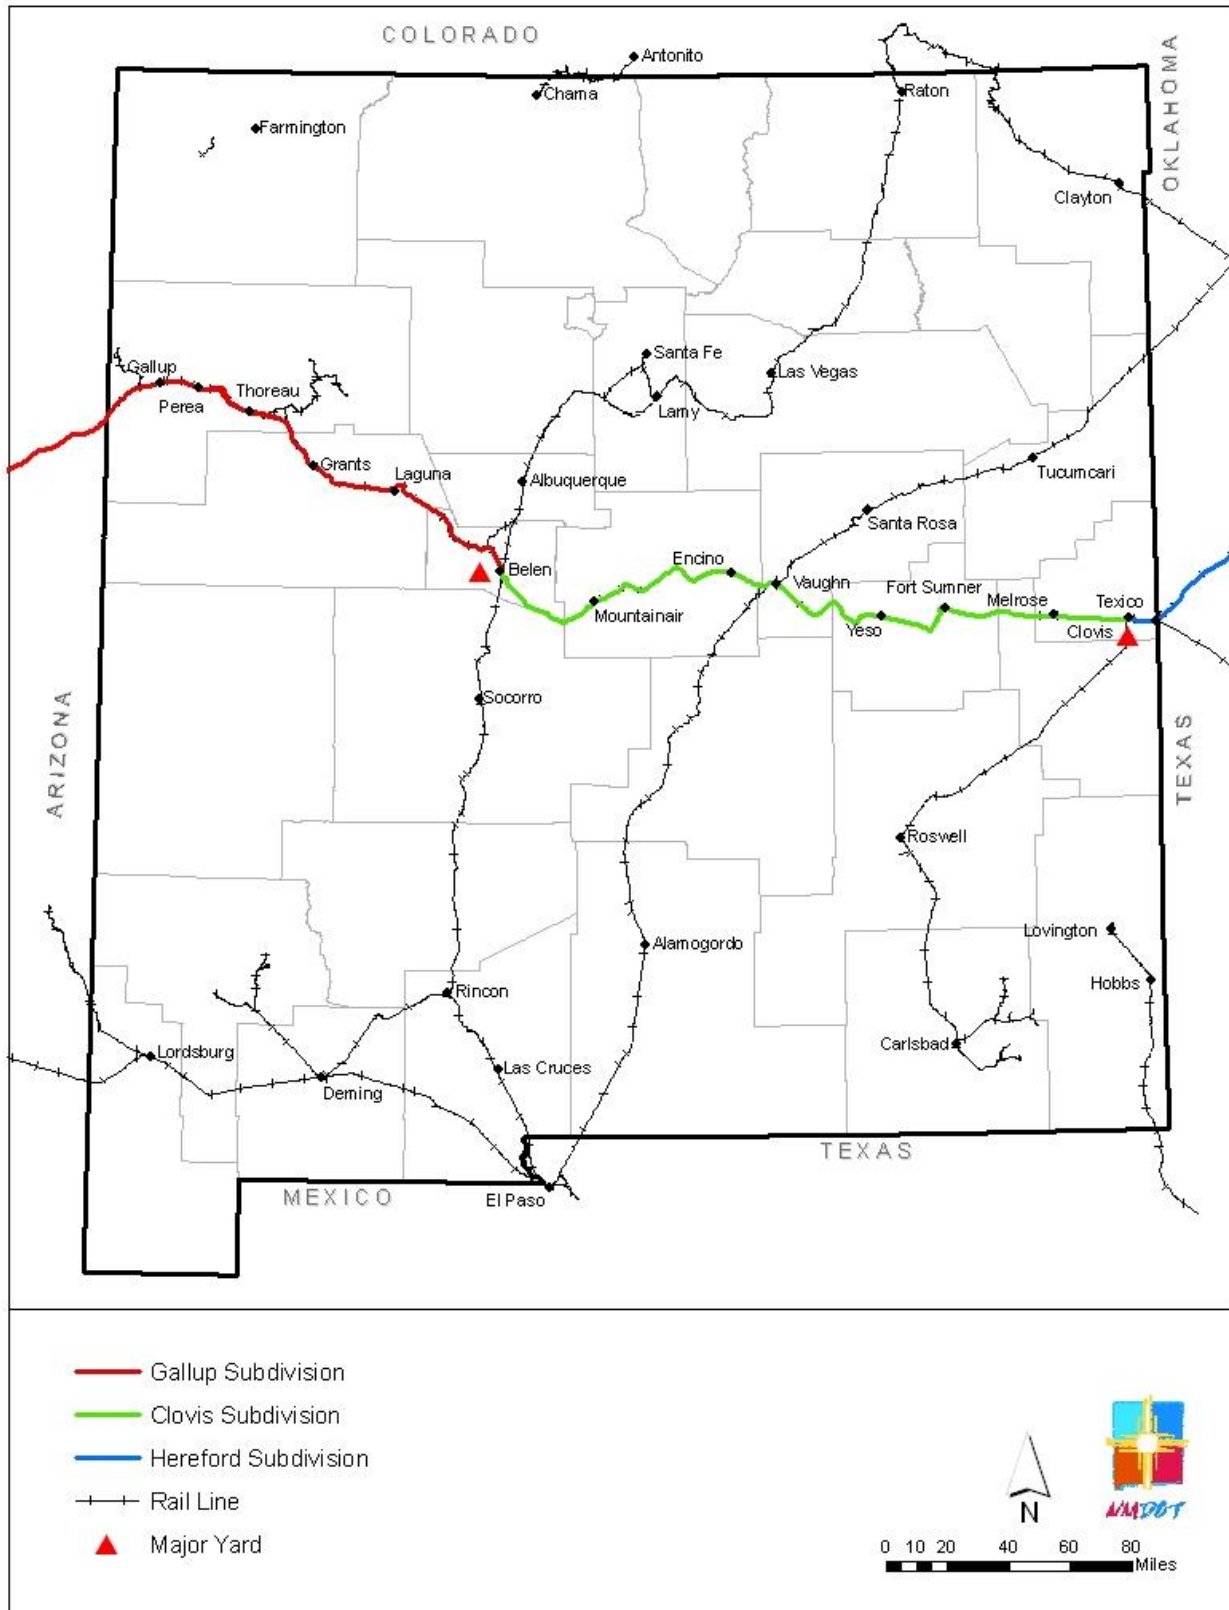 COLORADO
Antonito
Chama
Raton
OKLAHOMA
Farmington
Clayton
Santa Fe
Gallup
Las Vegas
Thoreau
Perea
Lamy
Grants
Laguna
Albuquerque
Tucumcari
Santa Rosa
Encino
Belen
Vaughn
Fort Sumner
Melrose
Texico
Mountainair
Yeso
Clovis
Socorro
ARIZONA
TEXAS
Roswell
Alamogordo
Lovington
Rincon
Hobbs
Lordsburg
Carlsbad
Las Cruces
Deming
TEXAS
MEXICO
El Paso
Gallup Subdivision
Clovis Subdivision
Hereford Subdivision
Rail Line
Major Yard
N
NMDOT
0 10 20 40 60 80
Miles